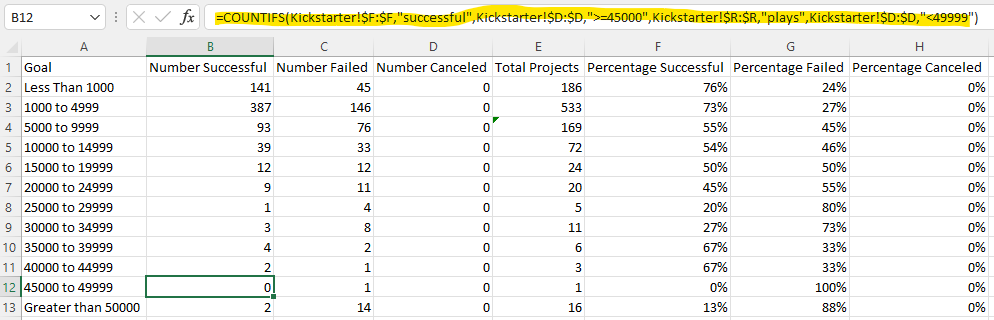 B12 fx =COUNTIFS(Kickstarter!$F:$F,"successful",Kickstarter!$D:$D,">=45000",Kickstarter!$R:$R,"plays",Kickstarter!$D:$D,"<49999")
A B C D E F G H
1 Goal Number Successful Number Failed Number Canceled Total Projects Percentage Successful Percentage Failed Percentage Canceled
2 Less Than 1000 141 45 0 186 76% 24% 0%
3 1000 to 4999 387 146 0 533 73% 27% 0%
4 5000 to 9999 93 76 0 169 55% 45% 0%
5 10000 to 14999 39 33 0 72 54% 46% 0%
6 15000 to 19999 12 12 0 24 50% 50% 0%
7 20000 to 24999 9 11 0 20 45% 55% 0%
8 25000 to 29999 1 4 0 5 20% 80% 0%
9 30000 to 34999 3 8 0 11 27% 73% 0%
10 35000 to 39999 4 2 0 6 67% 33% 0%
11 40000 to 44999 2 1 0 3 67% 33% 0%
12 45000 to 49999 0 1 0 1 0% 100% 0%
13 Greater than 50000 2 14 0 16 13% 88% 0%